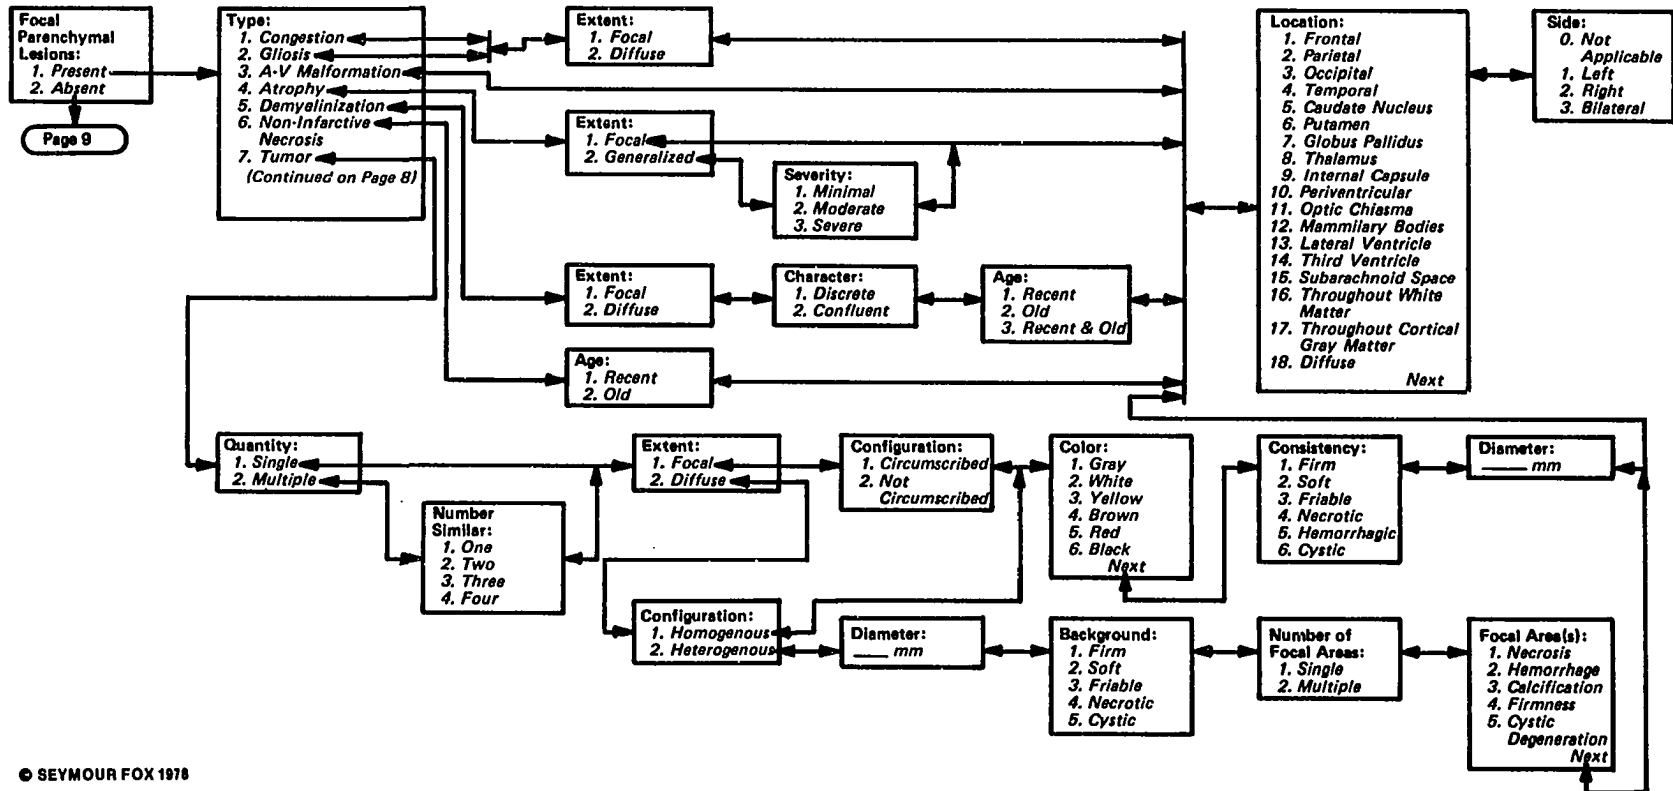 Focal
Parenchymal
Lesions:
1. Present
2. Absent
Page 9
Type:
1. Congestion
2. Gliosis
3. A-V Malformation
4. Atrophy
5. Demyelinization
6. Non-Infarctive
Necrosis
7. Tumor
(Continued on Page 8)
Extent:
1. Focal
2. Diffuse
Extent:
1. Focal
2. Generalized
Severity:
1. Minimal
2. Moderate
3. Severe
Extent:
1. Focal
2. Diffuse
Character:
1. Discrete
2. Confluent
Age:
1. Recent
2. Old
3. Recent & Old
Age:
1. Recent
2. Old
Location:
1. Frontal
2. Parietal
3. Occipital
4. Temporal
5. Caudate Nucleus
6. Putamen
7. Globus Pallidus
8. Thalamus
9. Internal Capsule
10. Periventricular
11. Optic Chiasma
12. Mammilary Bodies
13. Lateral Ventricle
14. Third Ventricle
15. Subarachnoid Space
16. Throughout White
Matter
17. Throughout Cortical
Gray Matter
18. Diffuse
Next
Side:
0. Not
Applicable
1. Left
2. Right
3. Bilateral
Quantity:
1. Single
2. Multiple
Number
Similar:
1. One
2. Two
3. Three
4. Four
Extent:
1. Focal
2. Diffuse
Configuration:
1. Circumscribed
2. Not
Circumscribed
Color:
1. Gray
2. White
3. Yellow
4. Brown
5. Red
6. Black
Next
Consistency:
1. Firm
2. Soft
3. Friable
4. Necrotic
5. Hemorrhagic
6. Cystic
Diameter:
____ mm
Configuration:
1. Homogenous
2. Heterogenous
Diameter:
____ mm
Background:
1. Firm
2. Soft
3. Friable
4. Necrotic
5. Cystic
Number of
Focal Areas:
1. Single
2. Multiple
Focal Area(s):
1. Necrosis
2. Hemorrhage
3. Calcification
4. Firmness
5. Cystic
Degeneration
Next
© SEYMOUR FOX 1978